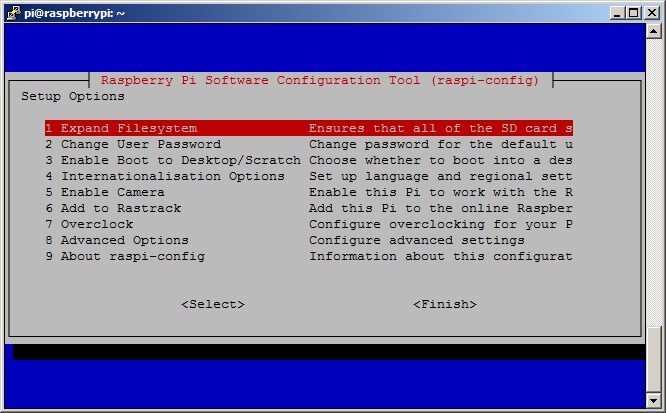 pi@raspberrypi: ~
Raspberry Pi Software Configuration Tool (raspi-config)
Setup Options
1 Expand Filesystem Ensures that all of the SD card s
2 Change User Password Change password for the default u
3 Enable Boot to Desktop/Scratch Choose whether to boot into a des
4 Internationalisation Options Set up language and regional sett
5 Enable Camera Enable this Pi to work with the R
6 Add to Rastrack Add this Pi to the online Raspber
7 Overclock Configure overclocking for your P
8 Advanced Options Configure advanced settings
9 About raspi-config Information about this configurat
<Select> <Finish>